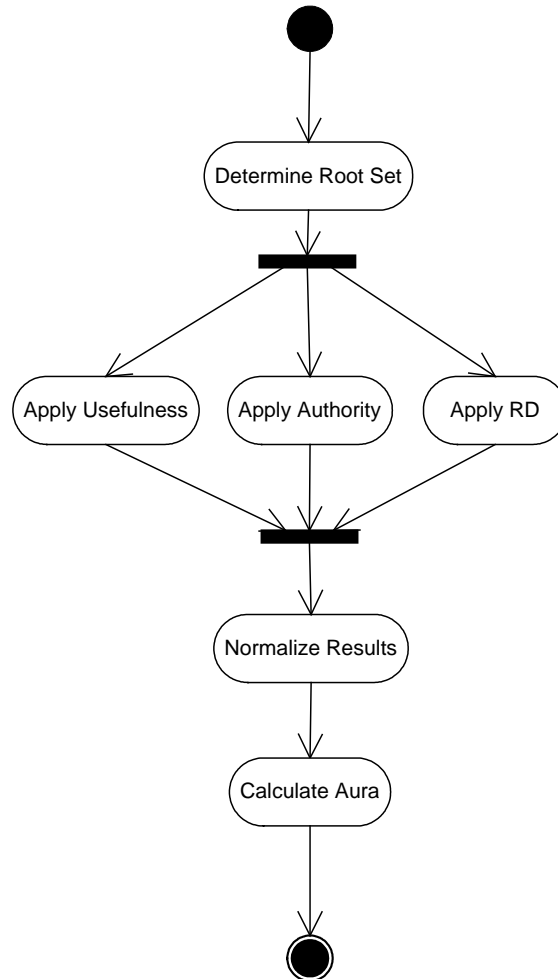 Determine Root Set
Apply Usefulness
Apply Authority
Apply RD
Normalize Results
Calculate Aura